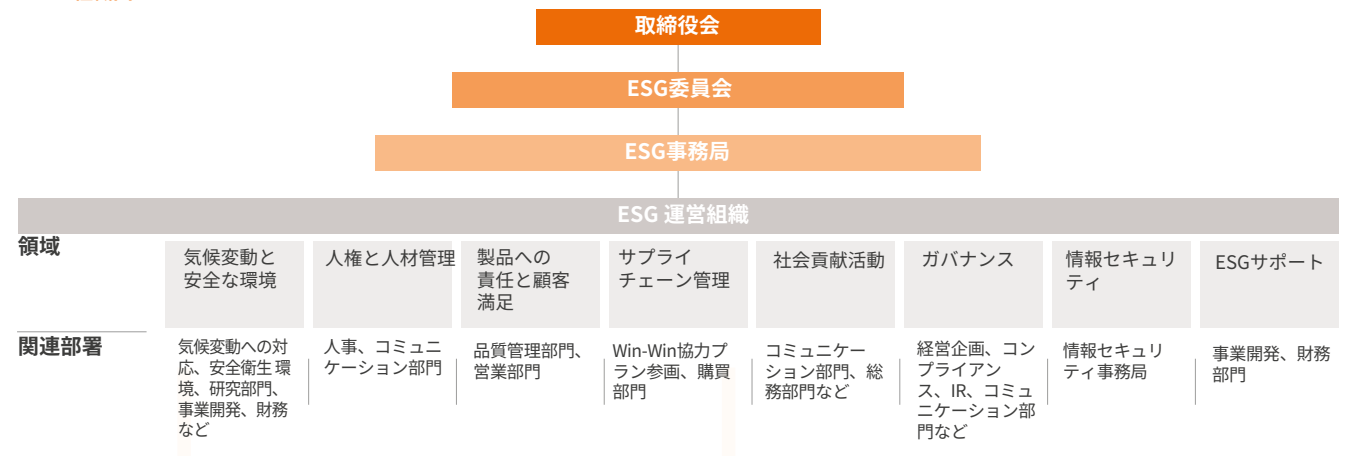 取締役会
ESG委員会
ESG事務局
ESG 運営組織
領域
気候変動と
安全な環境
人権と人材管理
製品への
責任と顧客
満足
サプライ
チェーン管理
社会貢献活動
ガバナンス
情報セキュリ
ティ
ESGサポート
関連部署
気候変動への対
応、安全衛生 環
境、研究部門、
事業開発、財務
など
人事、コミュニ
ケーション部門
品質管理部門、
営業部門
Win-Win協力プ
ラン参画、購買
部門
コミュニケー
ション部門、総
務部門など
経営企画、コン
プライアン
ス、IR、コミュ
ニケーション部
門など
情報セキュリ
ティ事務局
事業開発、財務
部門